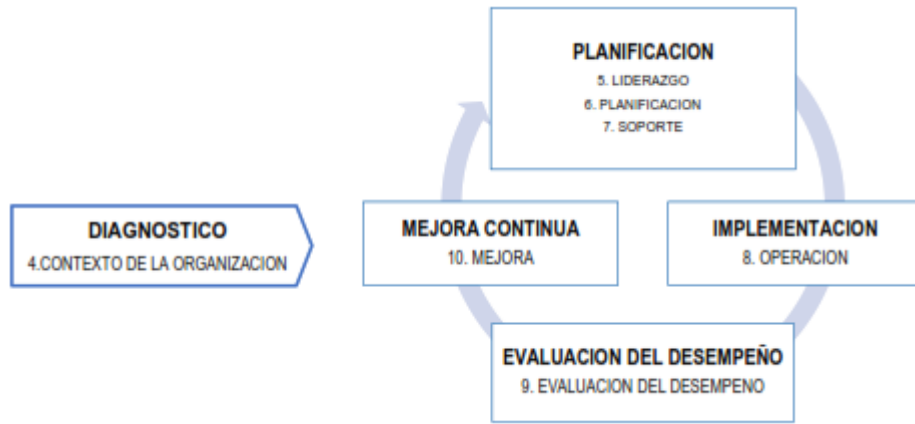 PLANIFICACION
5. LIDERAZGO
6. PLANIFICACION
7. SOPORTE
DIAGNOSTICO
4.CONTEXTO DE LA ORGANIZACION
MEJORA CONTINUA
10. MEJORA
IMPLEMENTACION
8. OPERACION
EVALUACION DEL DESEMPEÑO
9. EVALUACION DEL DESEMPENO